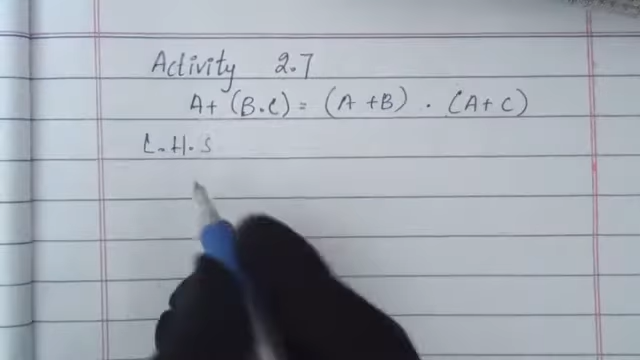 Activity 2.7
A+ (B.C) = (A +B) . (A+C)
L.H.S